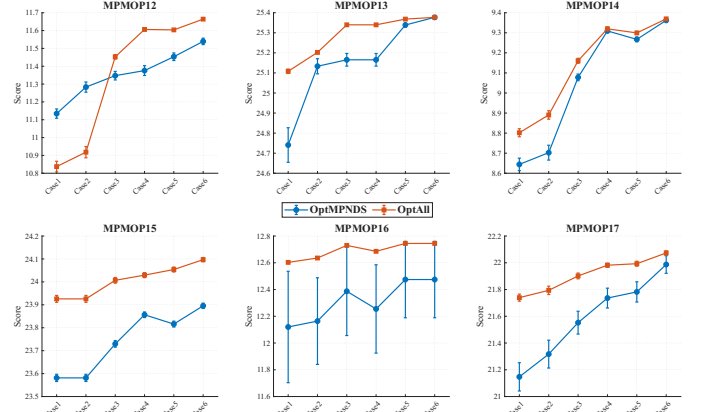 MPMOP12 MPMOP13 MPMOP14
11.7 25.4 9.4
11.6 25.3 9.3
11.5 25.2 9.2
11.4 25.1 9.1
11.3 25 9
11.2 24.9 8.9
11.1 24.8 8.8
11 24.7 8.7
10.9 24.6 8.6
10.8
Score Score Score
Case1 Case2 Case3 Case4 Case5 Case6 Case1 Case2 Case3 Case4 Case5 Case6 Case1 Case2 Case3 Case4 Case5 Case6
OptMPNDS OptAll
MPMOP15 MPMOP16 MPMOP17
24.2 12.8 22.2
24.1 12.6 22
24 12.4 21.8
23.9 12.2 21.6
23.8 12 21.4
23.7 11.8 21.2
23.6 11.6 21
23.5
Score Score Score
Case1 Case2 Case3 Case4 Case5 Case6 Case1 Case2 Case3 Case4 Case5 Case6 Case1 Case2 Case3 Case4 Case5 Case6